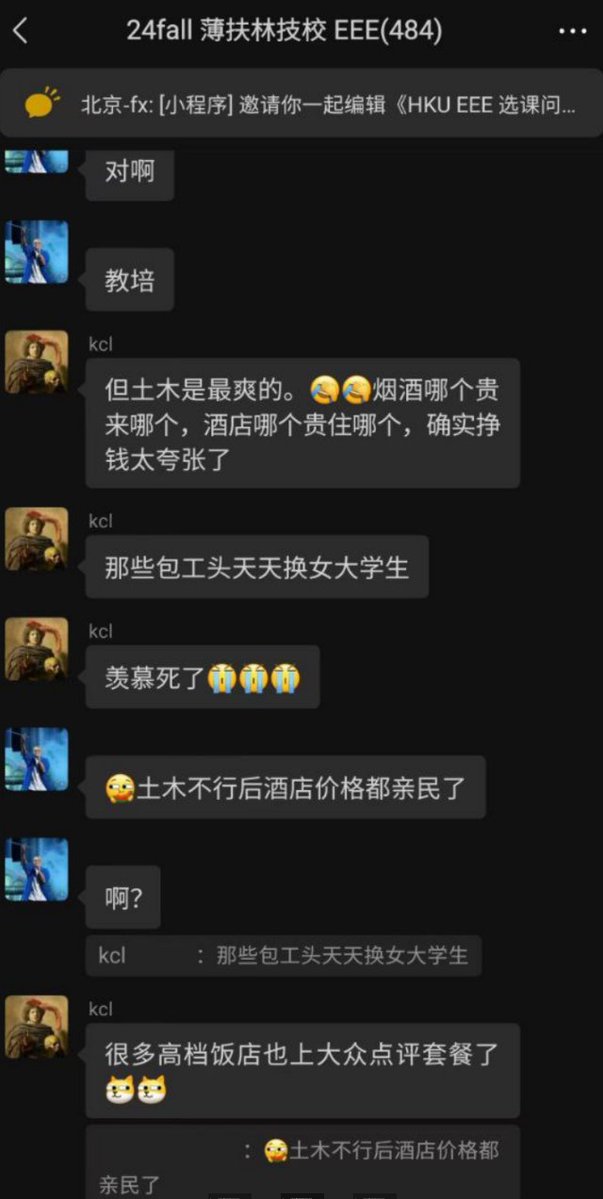 24fall 薄扶林技校 EEE(484)
北京-fx: [小程序] 邀请你一起编辑《HKU EEE 选课问...
对啊
教培
kcl
但土木是最爽的。🤣🤣烟酒哪个贵
来哪个，酒店哪个贵住哪个，确实挣
钱太夸张了
kcl
那些包工头天天换女大学生
kcl
羡慕死了😭😭😭
土木不行后酒店价格都亲民了
啊?
kcl : 那些包工头天天换女大学生
kcl
很多高档饭店也上大众点评套餐了
: 土木不行后酒店价格都
亲民了